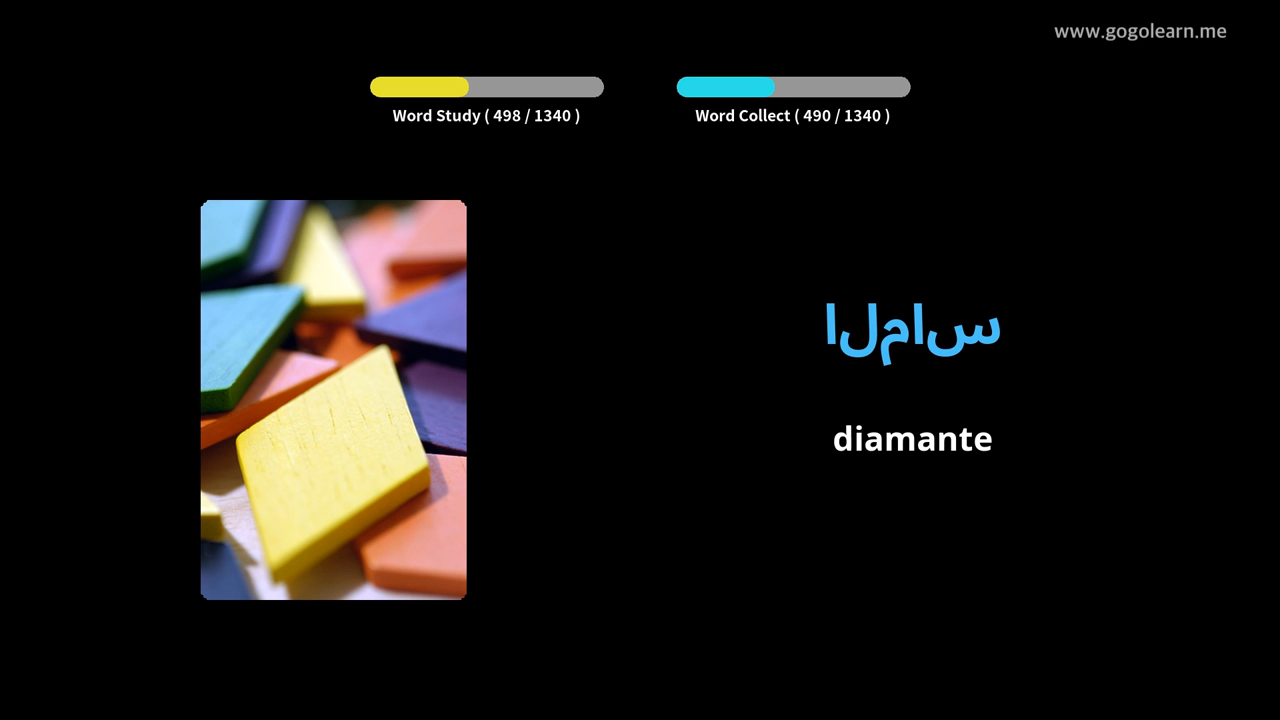 www.gogolearn.me
Word Study ( 498 / 1340 )
Word Collect ( 490 / 1340 )
الماس
diamante